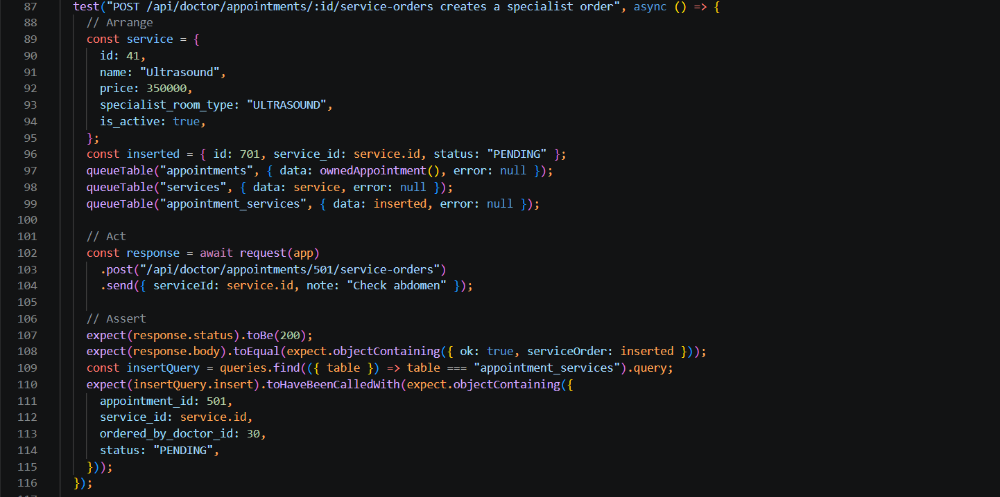 87 test("POST /api/doctor/appointments/:id/service-orders creates a specialist order", async () => {
88 // Arrange
89 const service = {
90 id: 41,
91 name: "Ultrasound",
92 price: 350000,
93 specialist_room_type: "ULTRASOUND",
94 is_active: true,
95 };
96 const inserted = { id: 701, service_id: service.id, status: "PENDING" };
97 queueTable("appointments", { data: ownedAppointment(), error: null });
98 queueTable("services", { data: service, error: null });
99 queueTable("appointment_services", { data: inserted, error: null });
100
101 // Act
102 const response = await request(app)
103 .post("/api/doctor/appointments/501/service-orders")
104 .send({ serviceId: service.id, note: "Check abdomen" });
105
106 // Assert
107 expect(response.status).toBe(200);
108 expect(response.body).toEqual(expect.objectContaining({ ok: true, serviceOrder: inserted }));
109 const insertQuery = queries.find(({ table }) => table === "appointment_services").query;
110 expect(insertQuery.insert).toHaveBeenCalledWith(expect.objectContaining({
111 appointment_id: 501,
112 service_id: service.id,
113 ordered_by_doctor_id: 30,
114 status: "PENDING",
115 }));
116 });